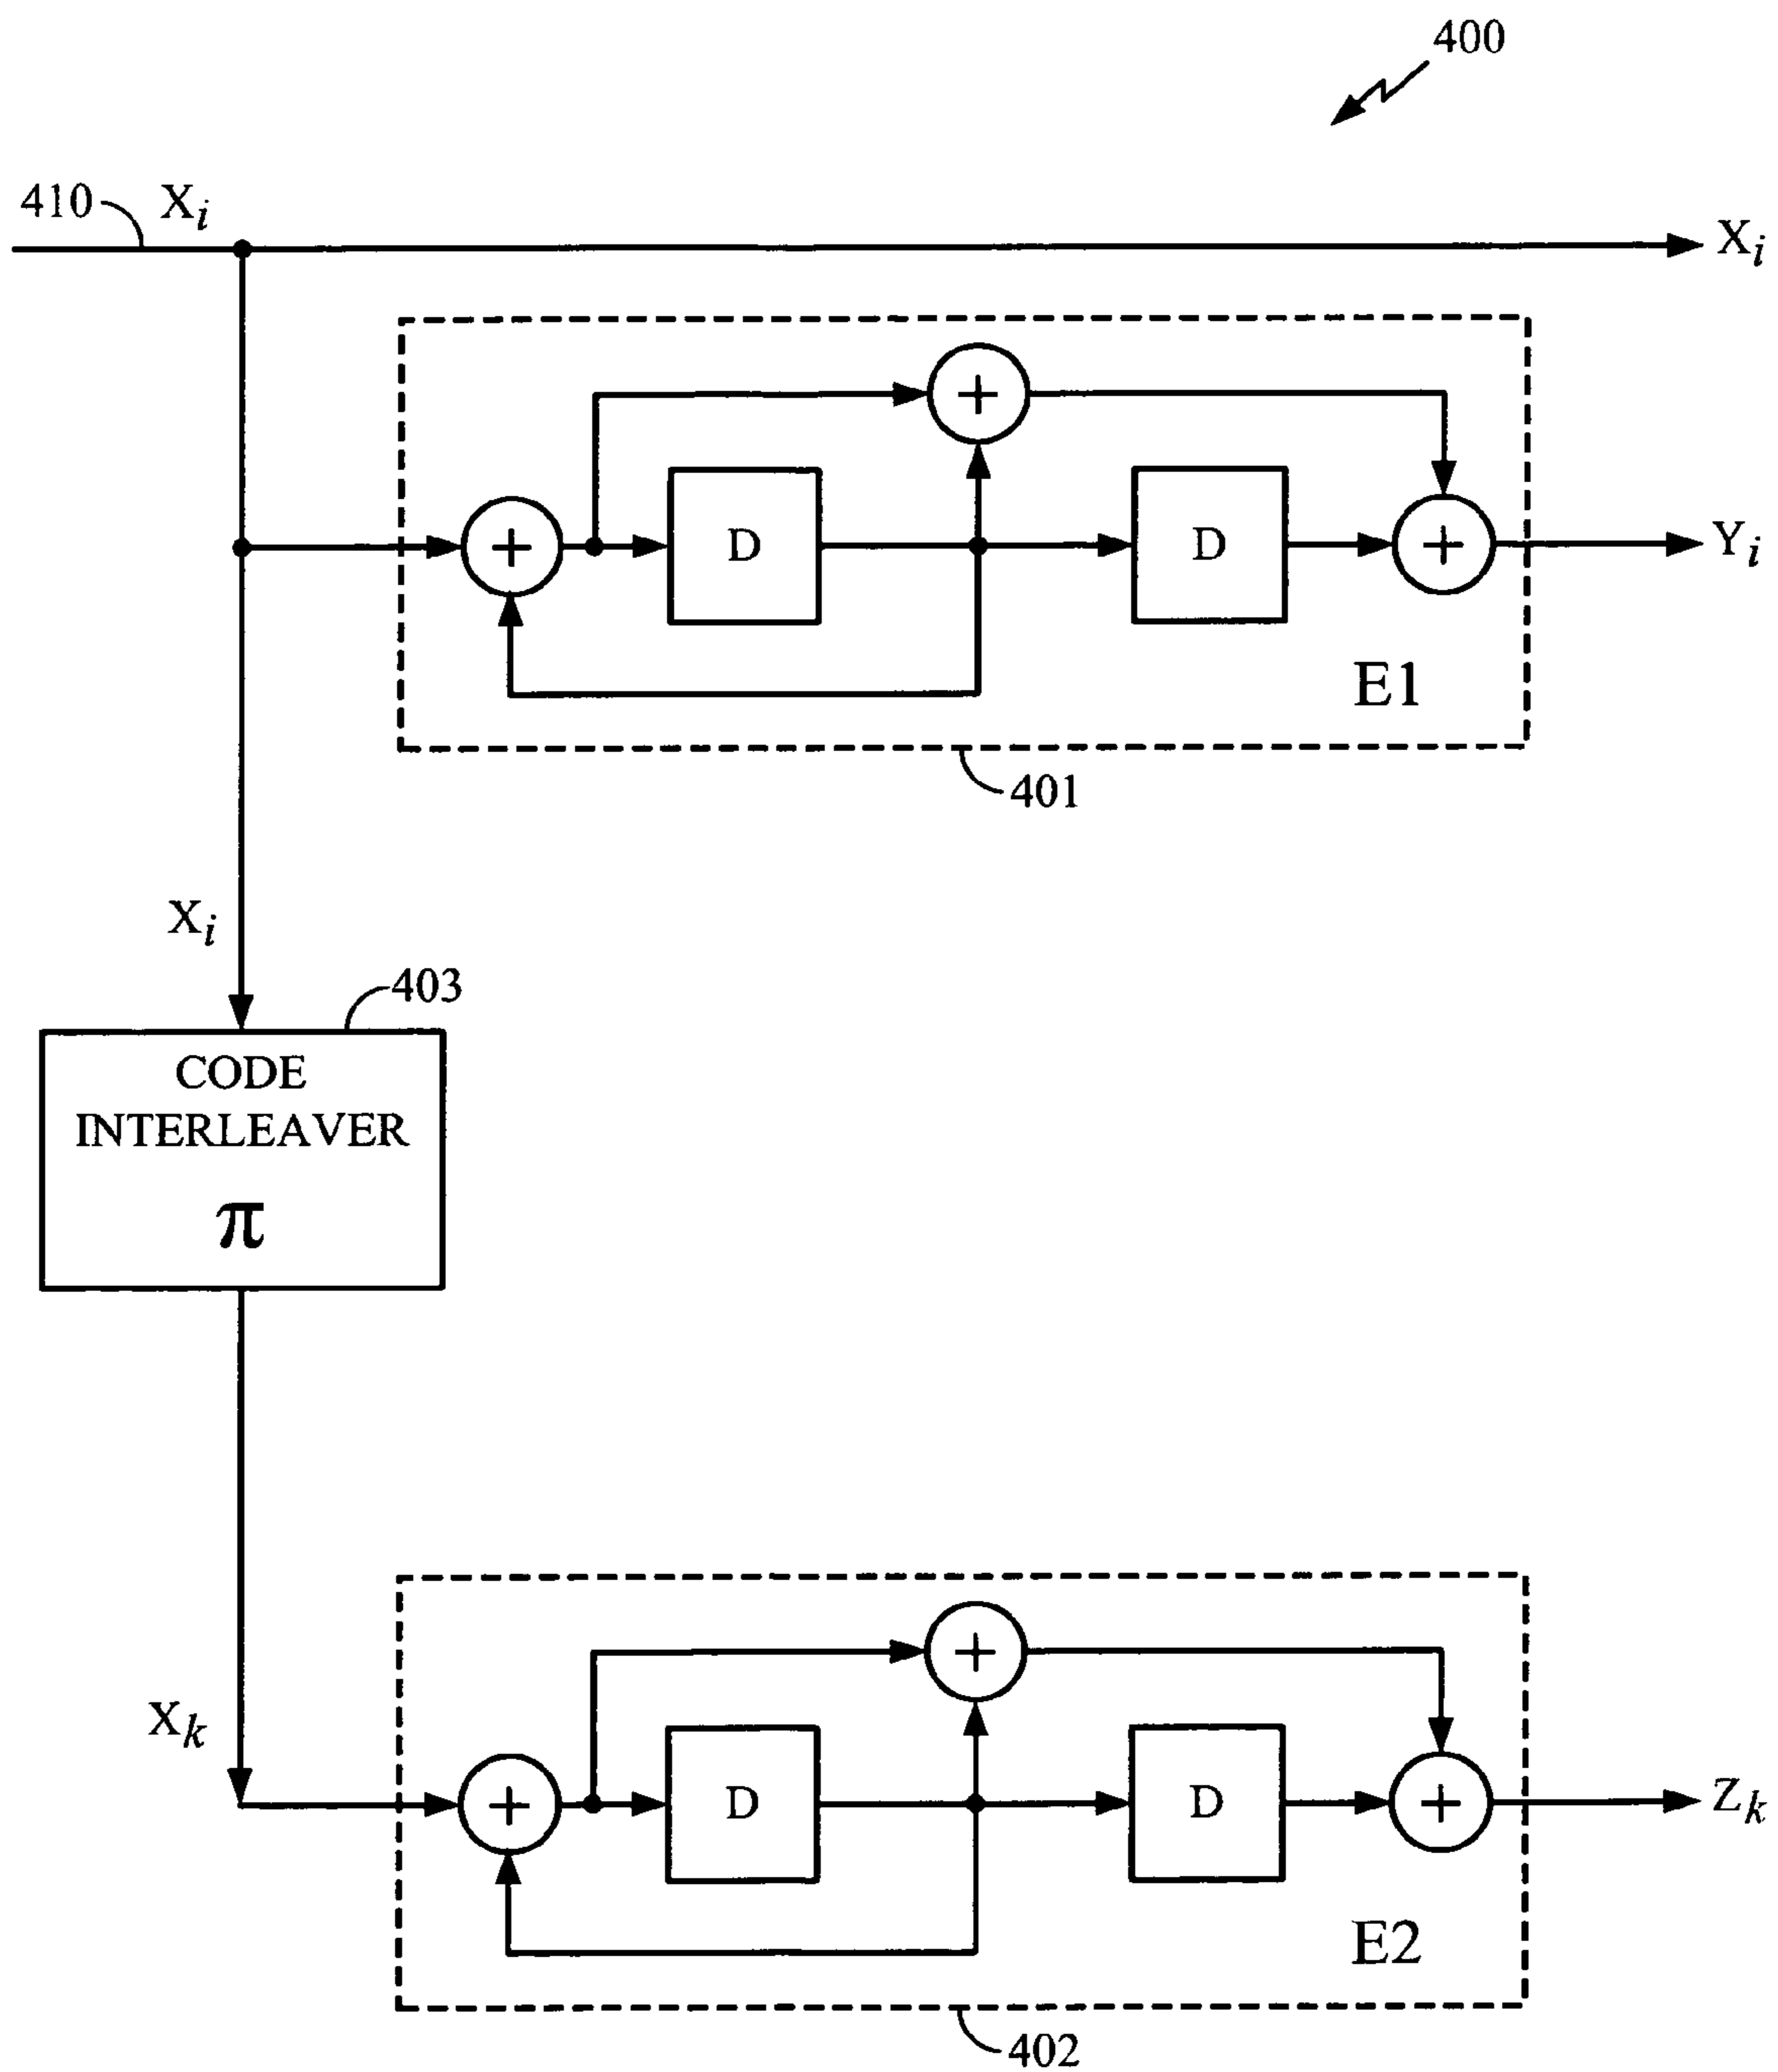 400
410
Xi
Xi
+
+
D
D
+
Yi
E1
401
Xi
403
CODE
INTERLEAVER
π
+
Xk
+
D
D
+
Zk
E2
402